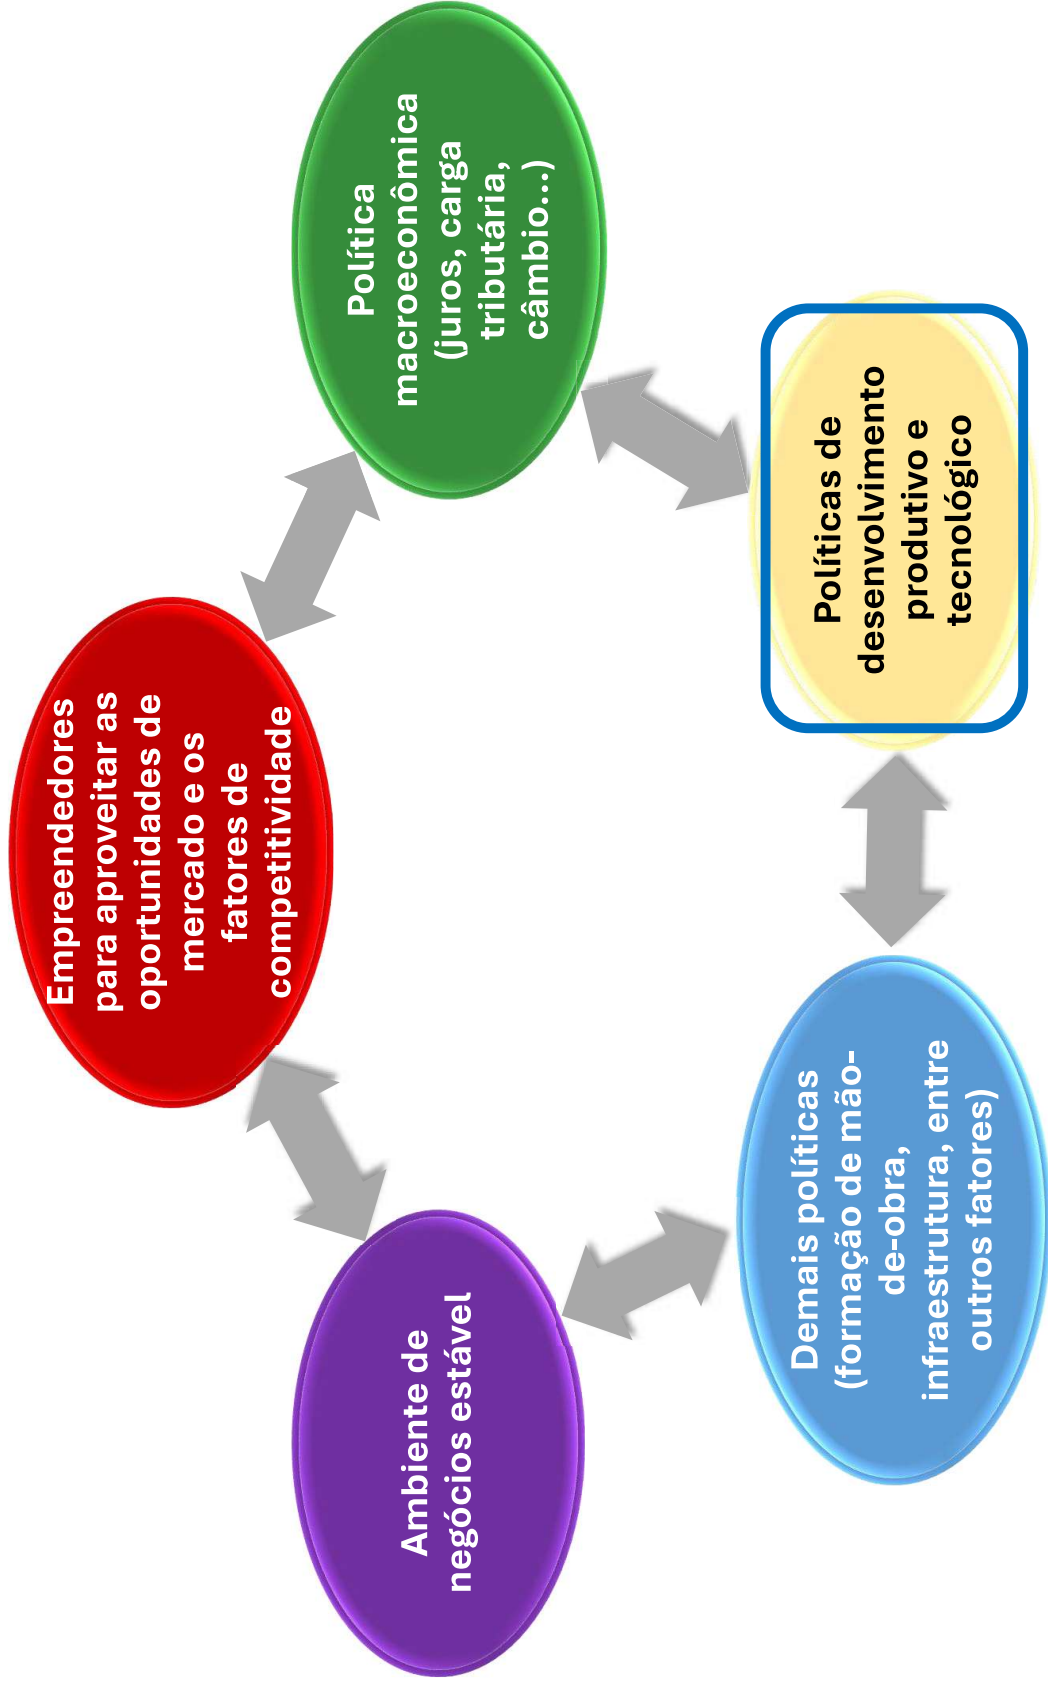 Empreendedores
para aproveitar as
oportunidades de
mercado e os
fatores de
competitividade
Política
macroeconômica
(juros, carga
tributária,
câmbio...)
Políticas de
desenvolvimento
produtivo e
tecnológico
Demais políticas
(formação de mão-
de-obra,
infraestrutura, entre
outros fatores)
Ambiente de
negócios estável